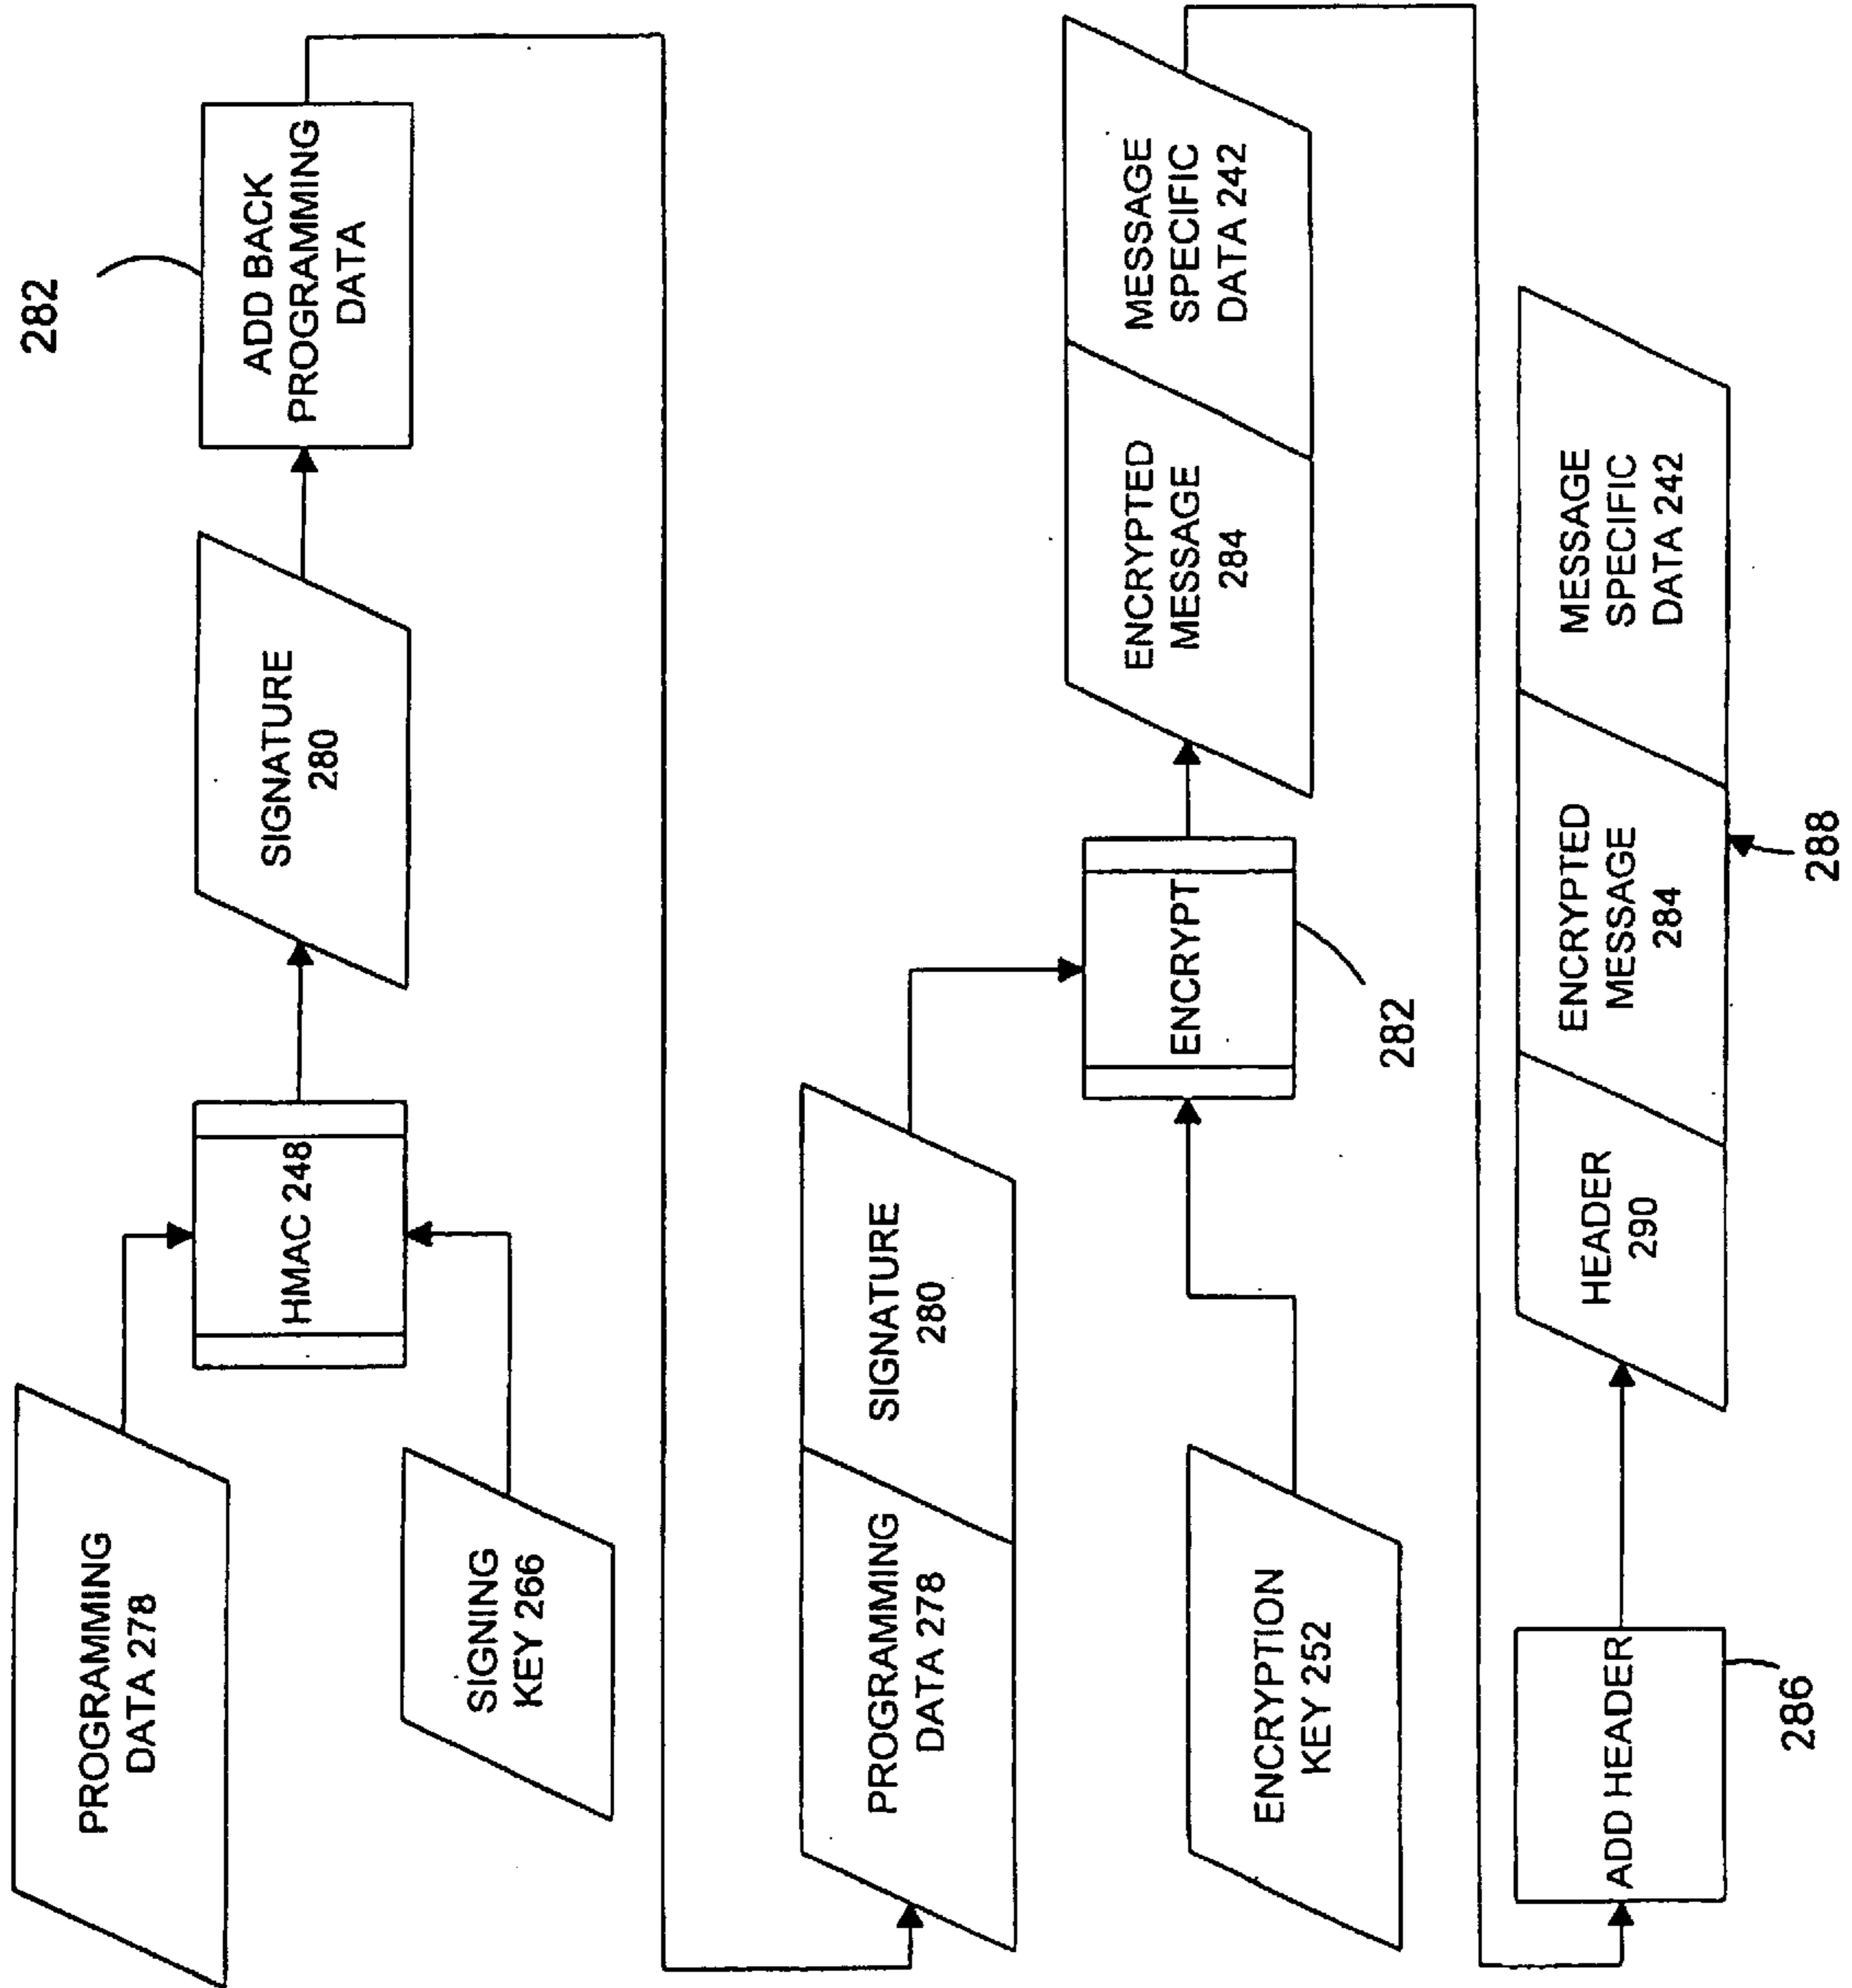 PROGRAMMING
DATA 278
SIGNING
KEY 266
HMAC 248
SIGNATURE
280
ADD BACK
PROGRAMMING
DATA
282
PROGRAMMING
DATA 278
SIGNATURE
280
ENCRYPTION
KEY 252
ENCRYPT
282
ENCRYPTED
MESSAGE
284
MESSAGE
SPECIFIC
DATA 242
ADD HEADER
286
HEADER
290
ENCRYPTED
MESSAGE
284
MESSAGE
SPECIFIC
DATA 242
288